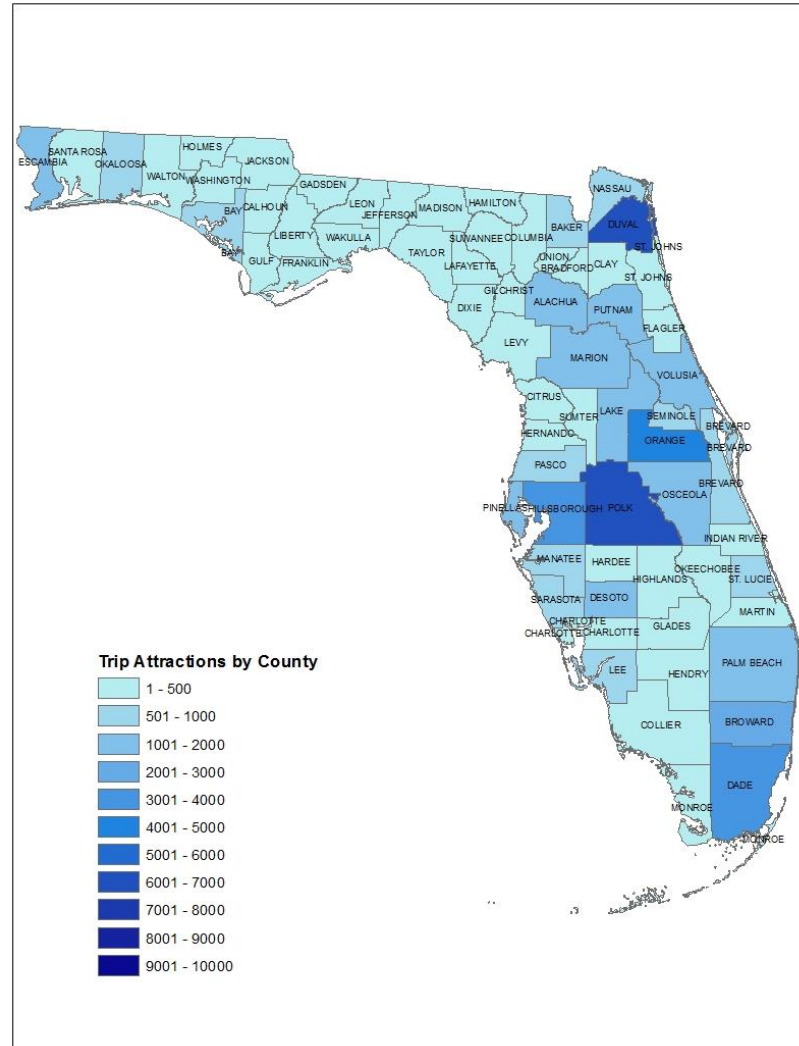 HOLMES
SANTA ROSA
ESCAMBIA
OKALOOSA
JACKSON
WALTON
WASHINGTON
GADSDEN
NASSAU
LEON
MADISON
HAMILTON
BAY
CALHOUN
JEFFERSON
BAKER
DUVAL
LIBERTY
WAKULLA
SUWANNEE
COLUMBIA
ST. JOHNS
BAY
UNION
GULF
FRANKLIN
TAYLOR
LAFAYETTE
BRADFORD
CLAY
ST. JOHNS
GILCHRIST
ALACHUA
PUTNAM
DIXIE
FLAGLER
LEVY
MARION
VOLUSIA
CITRUS
LAKE
SUMTER
SEMINOLE
BREVARD
HERNANDO
ORANGE
BREVARD
PASCO
BREVARD
OSCEOLA
PINELLAS
HILLSBOROUGH
POLK
INDIAN RIVER
MANATEE
HARDEE
OKEECHOBEE
HIGHLANDS
ST. LUCIE
SARASOTA
DESOTO
MARTIN
CHARLOTTE
CHARLOTTE
CHARLOTTE
GLADES
LEE
HENDRY
PALM BEACH
COLLIER
BROWARD
DADE
MONROE
MONROE
Trip Attractions by County
1 - 500
501 - 1000
1001 - 2000
2001 - 3000
3001 - 4000
4001 - 5000
5001 - 6000
6001 - 7000
7001 - 8000
8001 - 9000
9001 - 10000